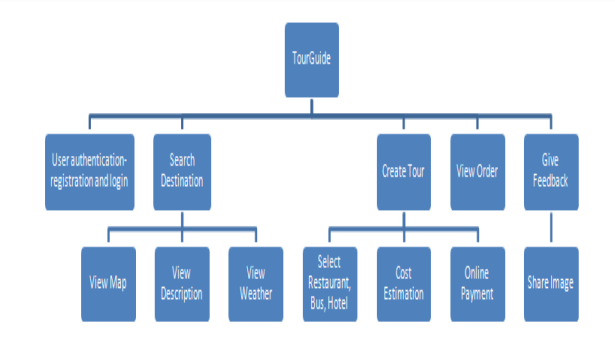 TourGuide
User authentication-
registration and login
Search
Destination
Create Tour
View Order
Give
Feedback
View Map
View
Description
View
Weather
Select
Restaurant,
Bus, Hotel
Cost
Estimation
Online
Payment
Share Image